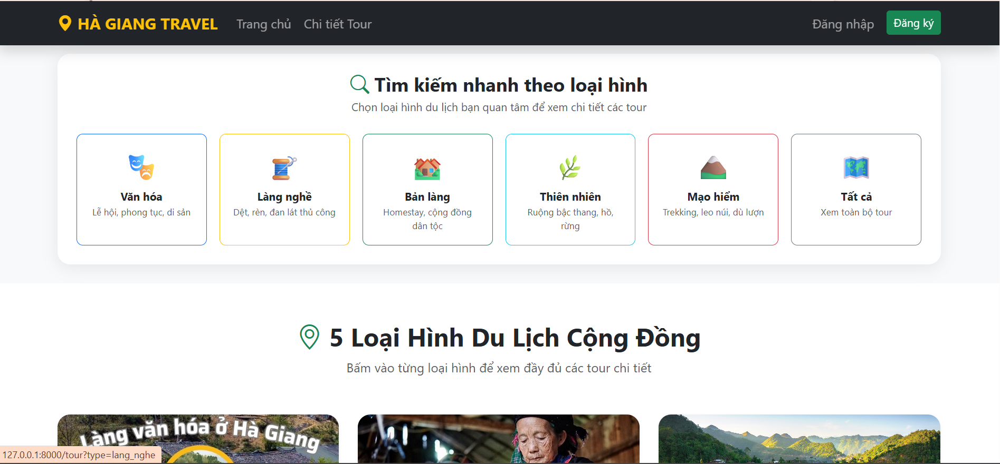 HÀ GIANG TRAVEL Trang chủ Chi tiết Tour Đăng nhập Đăng ký
Tìm kiếm nhanh theo loại hình
Chọn loại hình du lịch bạn quan tâm để xem chi tiết các tour
Văn hóa
Lễ hội, phong tục, di sản
Làng nghề
Dệt, rèn, đan lát thủ công
Bản làng
Homestay, cộng đồng
dân tộc
Thiên nhiên
Ruộng bậc thang, hồ,
rừng
Mạo hiểm
Trekking, leo núi, dù lượn
Tất cả
Xem toàn bộ tour
5 Loại Hình Du Lịch Cộng Đồng
Bấm vào từng loại hình để xem đầy đủ các tour chi tiết
Làng văn hóa ở Hà Giang
127.0.0.1:8000/tour?type=lang_nghe